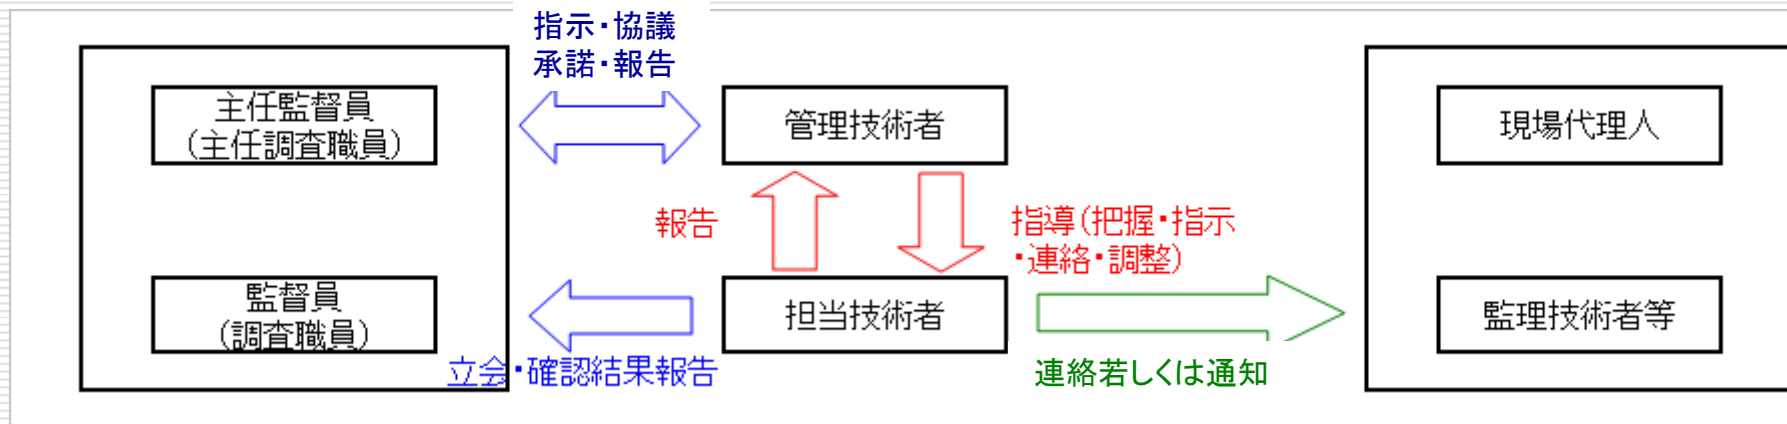 指示・協議
承諾・報告
主任監督員
(主任調査職員)
管理技術者
現場代理人
報告
指導(把握・指示
・連絡・調整)
監督員
(調査職員)
担当技術者
監理技術者等
立会・確認結果報告
連絡若しくは通知